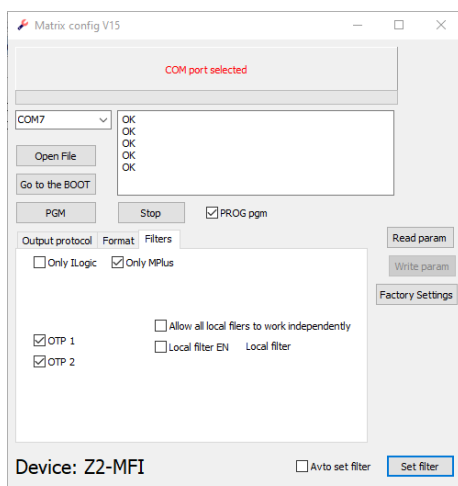 Matrix config V15
COM port selected
COM7
OK
OK
OK
OK
OK
Open File
Go to the BOOT
PGM
Stop
PROG pgm
Output protocol Format Filters
Read param
Only ILogic Only MPlus
Write param
Factory Settings
Allow all local filers to work independently
OTP 1
Local filter EN Local filter
OTP 2
Device: Z2-MFI
Avto set filter
Set filter